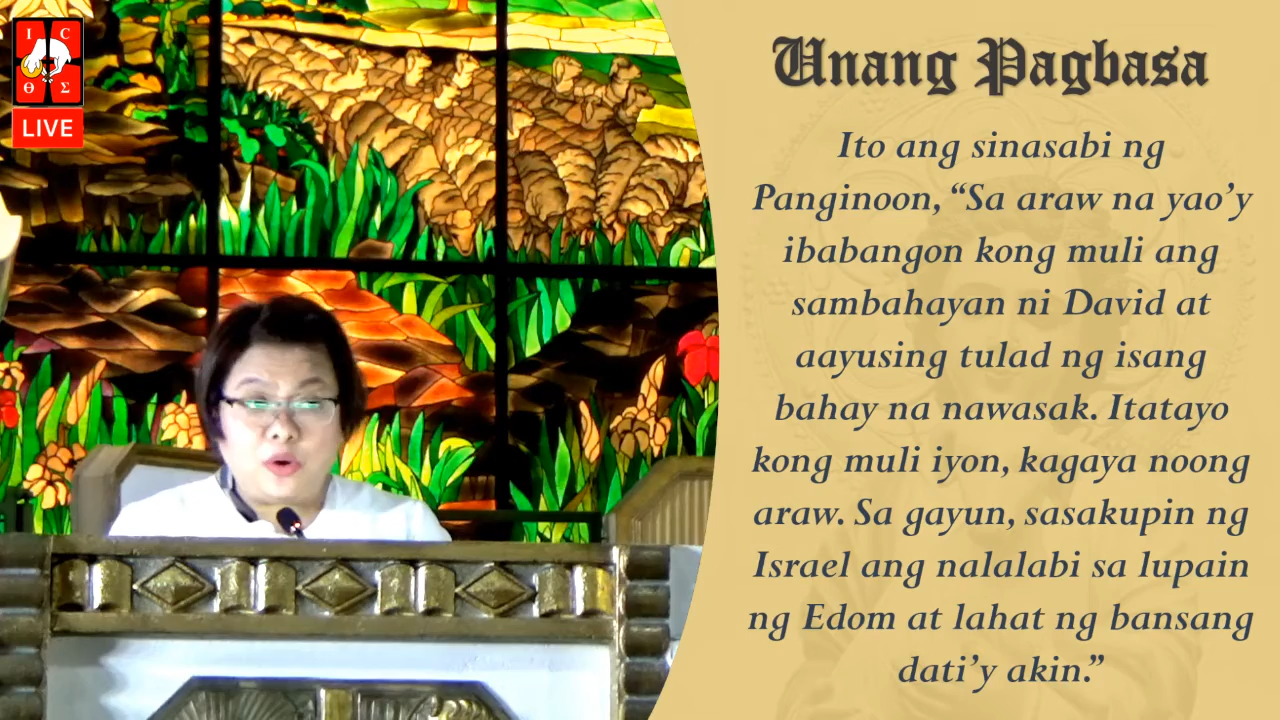 I C
Θ Σ
LIVE
Unang Pagbasa
Ito ang sinasabi ng
Panginoon, “Sa araw na yao’y
ibabangon kong muli ang
sambahayan ni David at
aayusing tulad ng isang
bahay na nawasak. Itatayo
kong muli iyon, kagaya noong
araw. Sa gayun, sasakupin ng
Israel ang nalalabi sa lupain
ng Edom at lahat ng bansang
dati’y akin.”